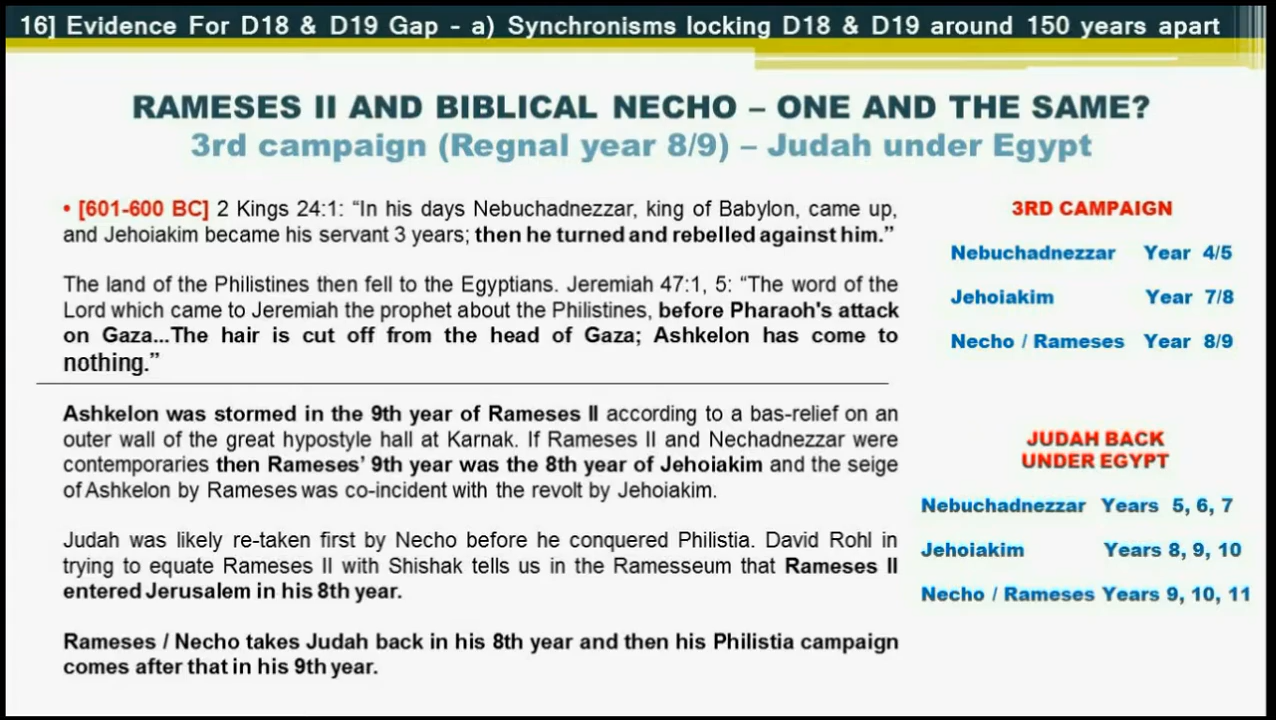 16] Evidence For D18 & D19 Gap - a) Synchronisms locking D18 & D19 around 150 years apart
RAMESES II AND BIBLICAL NECHO – ONE AND THE SAME?
3rd campaign (Regnal year 8/9) – Judah under Egypt
• [601-600 BC] 2 Kings 24:1: “In his days Nebuchadnezzar, king of Babylon, came up,
and Jehoiakim became his servant 3 years; then he turned and rebelled against him.”
The land of the Philistines then fell to the Egyptians. Jeremiah 47:1, 5: “The word of the
Lord which came to Jeremiah the prophet about the Philistines, before Pharaoh's attack
on Gaza...The hair is cut off from the head of Gaza; Ashkelon has come to
nothing.”
Ashkelon was stormed in the 9th year of Rameses II according to a bas-relief on an
outer wall of the great hypostyle hall at Karnak. If Rameses II and Nechadnezzar were
contemporaries then Rameses’ 9th year was the 8th year of Jehoiakim and the seige
of Ashkelon by Rameses was co-incident with the revolt by Jehoiakim.
Judah was likely re-taken first by Necho before he conquered Philistia. David Rohl in
trying to equate Rameses II with Shishak tells us in the Ramesseum that Rameses II
entered Jerusalem in his 8th year.
Rameses / Necho takes Judah back in his 8th year and then his Philistia campaign
comes after that in his 9th year.
3RD CAMPAIGN
Nebuchadnezzar Year 4/5
Jehoiakim Year 7/8
Necho / Rameses Year 8/9
JUDAH BACK
UNDER EGYPT
Nebuchadnezzar Years 5, 6, 7
Jehoiakim Years 8, 9, 10
Necho / Rameses Years 9, 10, 11